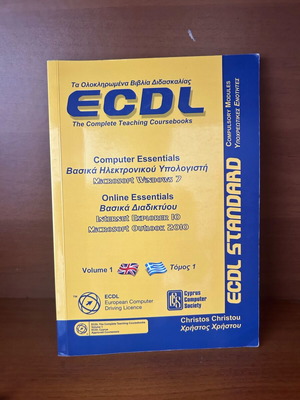 Τα Ολοκληρωμένα Βιβλία Διδασκαλίας
ECDL
The Complete Teaching Coursebooks
COMPULSORY MODULES
ΥΠΟΧΡΕΩΤΙΚΕΣ ΕΝΟΤΗΤΕΣ
Computer Essentials
Βασικά Ηλεκτρονικού Υπολογιστή
MICROSOFT WINDOWS 7
Online Essentials
Βασικά Διαδικτύου
INTERNET EXPLORER 10
MICROSOFT OUTLOOK 2010
ECDL STANDARD
Volume 1
Τόμος 1
ECDL
European Computer
Driving Licence
Cyprus
Computer
Society
Christos Christou
Χρήστος Χρήστου